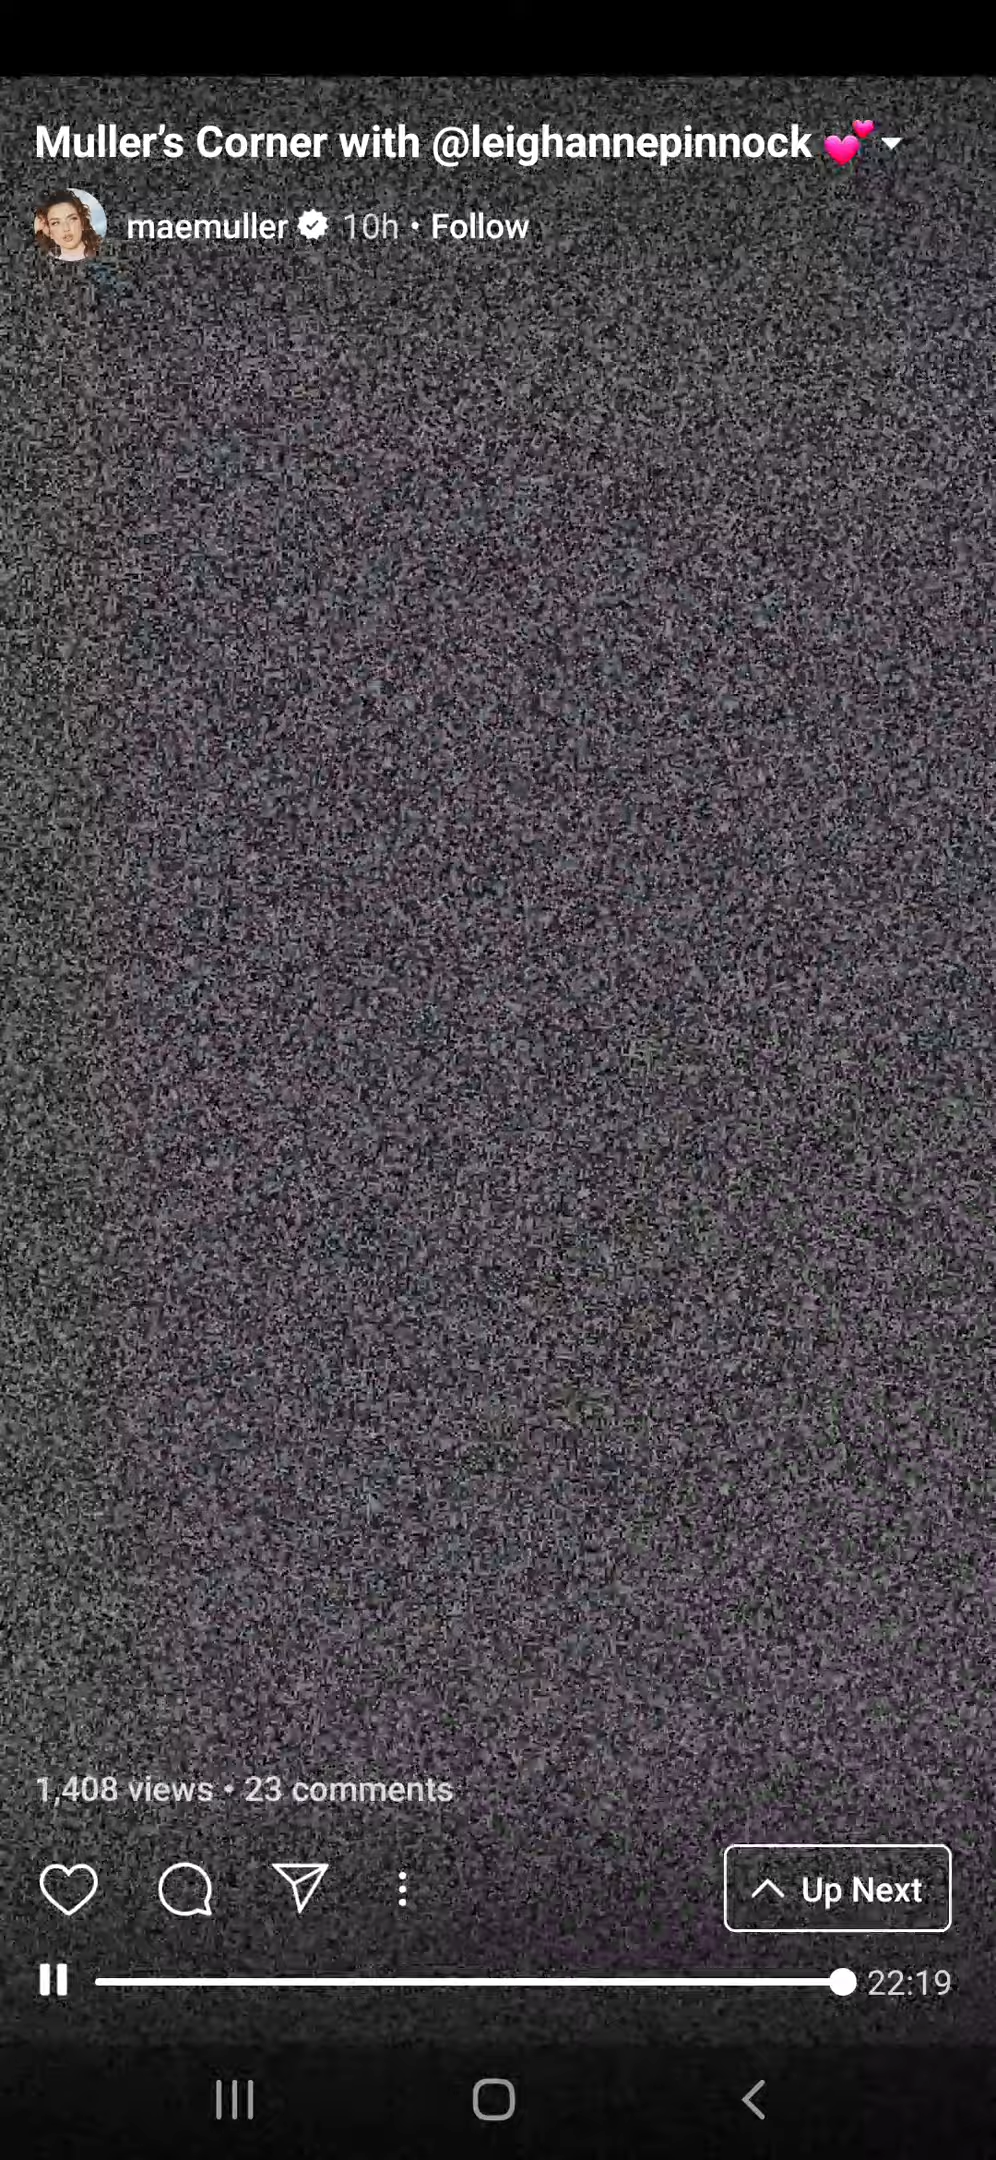 Muller’s Corner with @leighannepinnock 💕
maemuller 10h • Follow
1,408 views • 23 comments
Up Next
22:19